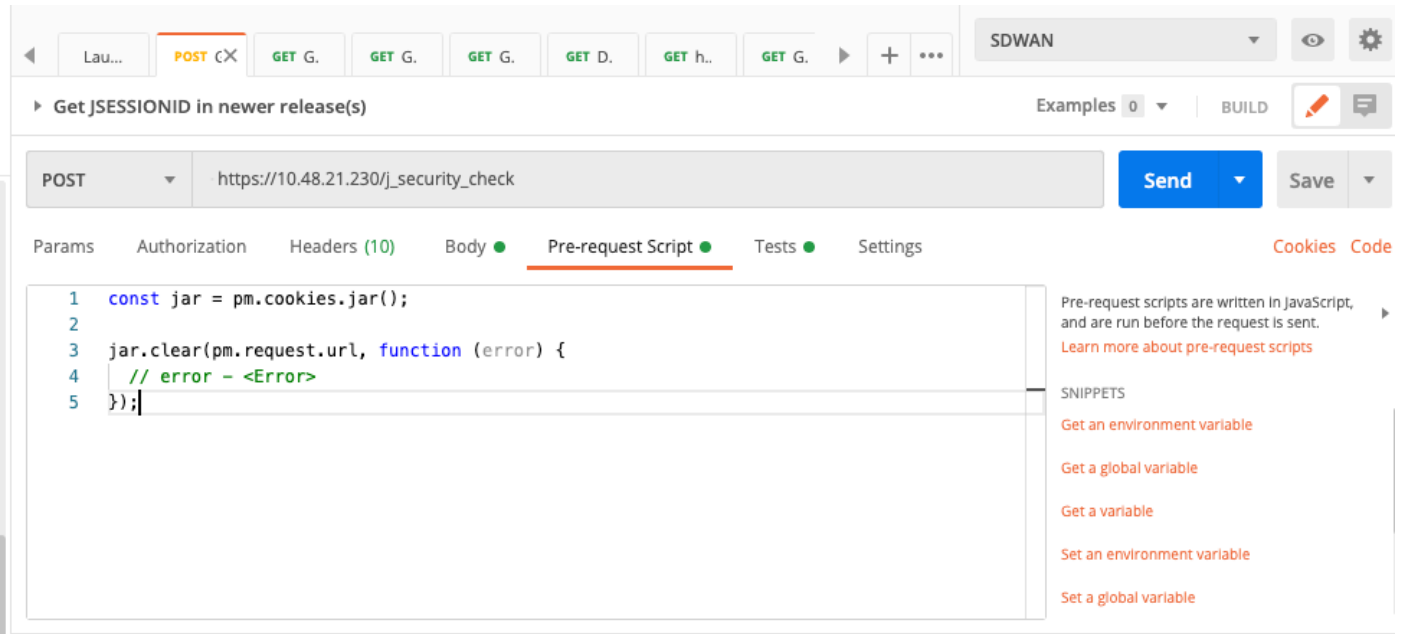 Lau... POST C GET G. GET G. GET G. GET D. GET h.. GET G. SDWAN
Get JSESSIONID in newer release(s) Examples 0 BUILD
POST https://10.48.21.230/j_security_check Send Save
Params Authorization Headers (10) Body Pre-request Script Tests Settings Cookies Code
1 const jar = pm.cookies.jar();
2
3 jar.clear(pm.request.url, function (error) {
4 // error - <Error>
5 });
Pre-request scripts are written in JavaScript,
and are run before the request is sent.
Learn more about pre-request scripts
SNIPPETS
Get an environment variable
Get a global variable
Get a variable
Set an environment variable
Set a global variable